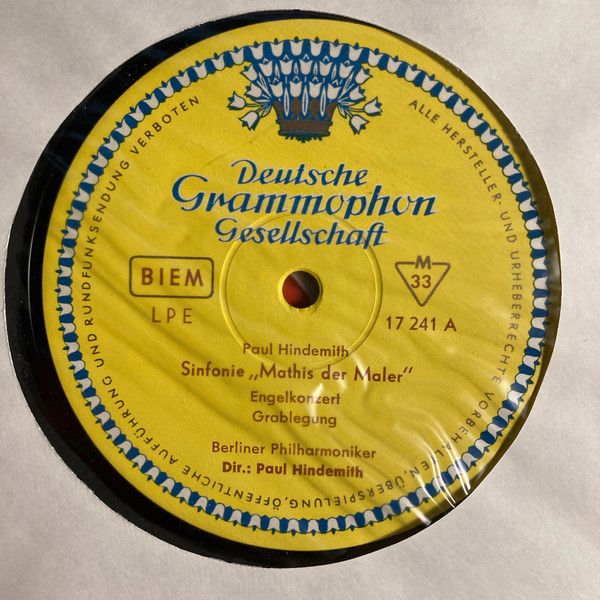 Deutsche
Grammophon
Gesellschaft
BIEM
LPE
M
33
17 241 A
Paul Hindemith
Sinfonie „Mathis der Maler"
Engelkonzert
Grablegung
Berliner Philharmoniker
Dir.: Paul Hindemith
ALLE HERSTELLER- UND URHEBERRECHTE VORBEHALTEN, ÜBERSPIELUNG, ÖFFENTLICHE AUFFÜHRUNG UND RUNDFUNKSENDUNG VERBOTEN